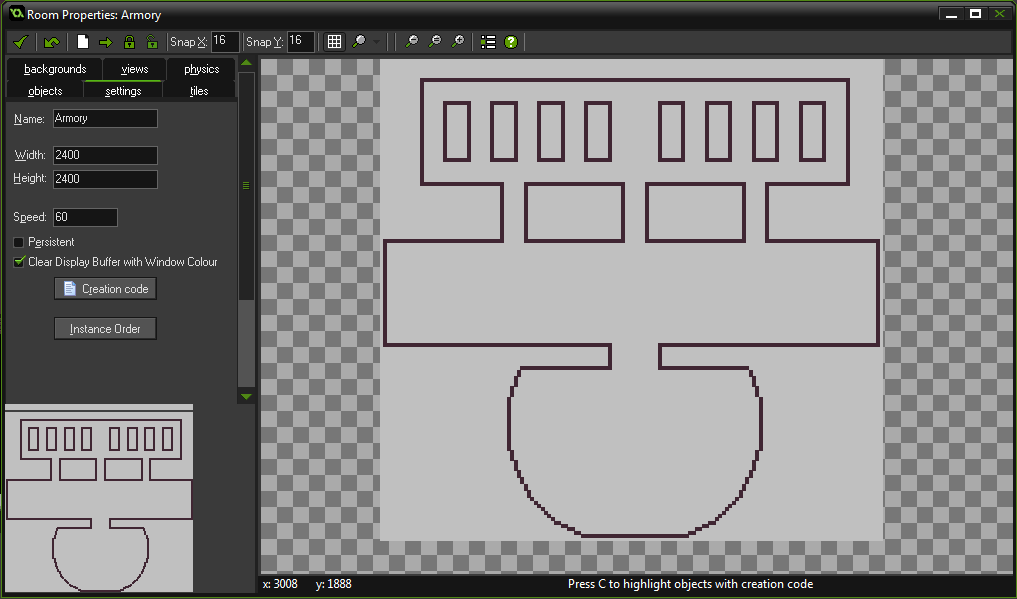 Room Properties: Armory
Snap X: 16 Snap Y: 16
backgrounds views physics
objects settings tiles
Name: Armory
Width: 2400
Height: 2400
Speed: 60
Persistent
Clear Display Buffer with Window Colour
Creation code
Instance Order
x: 3008 y: 1888 Press C to highlight objects with creation code